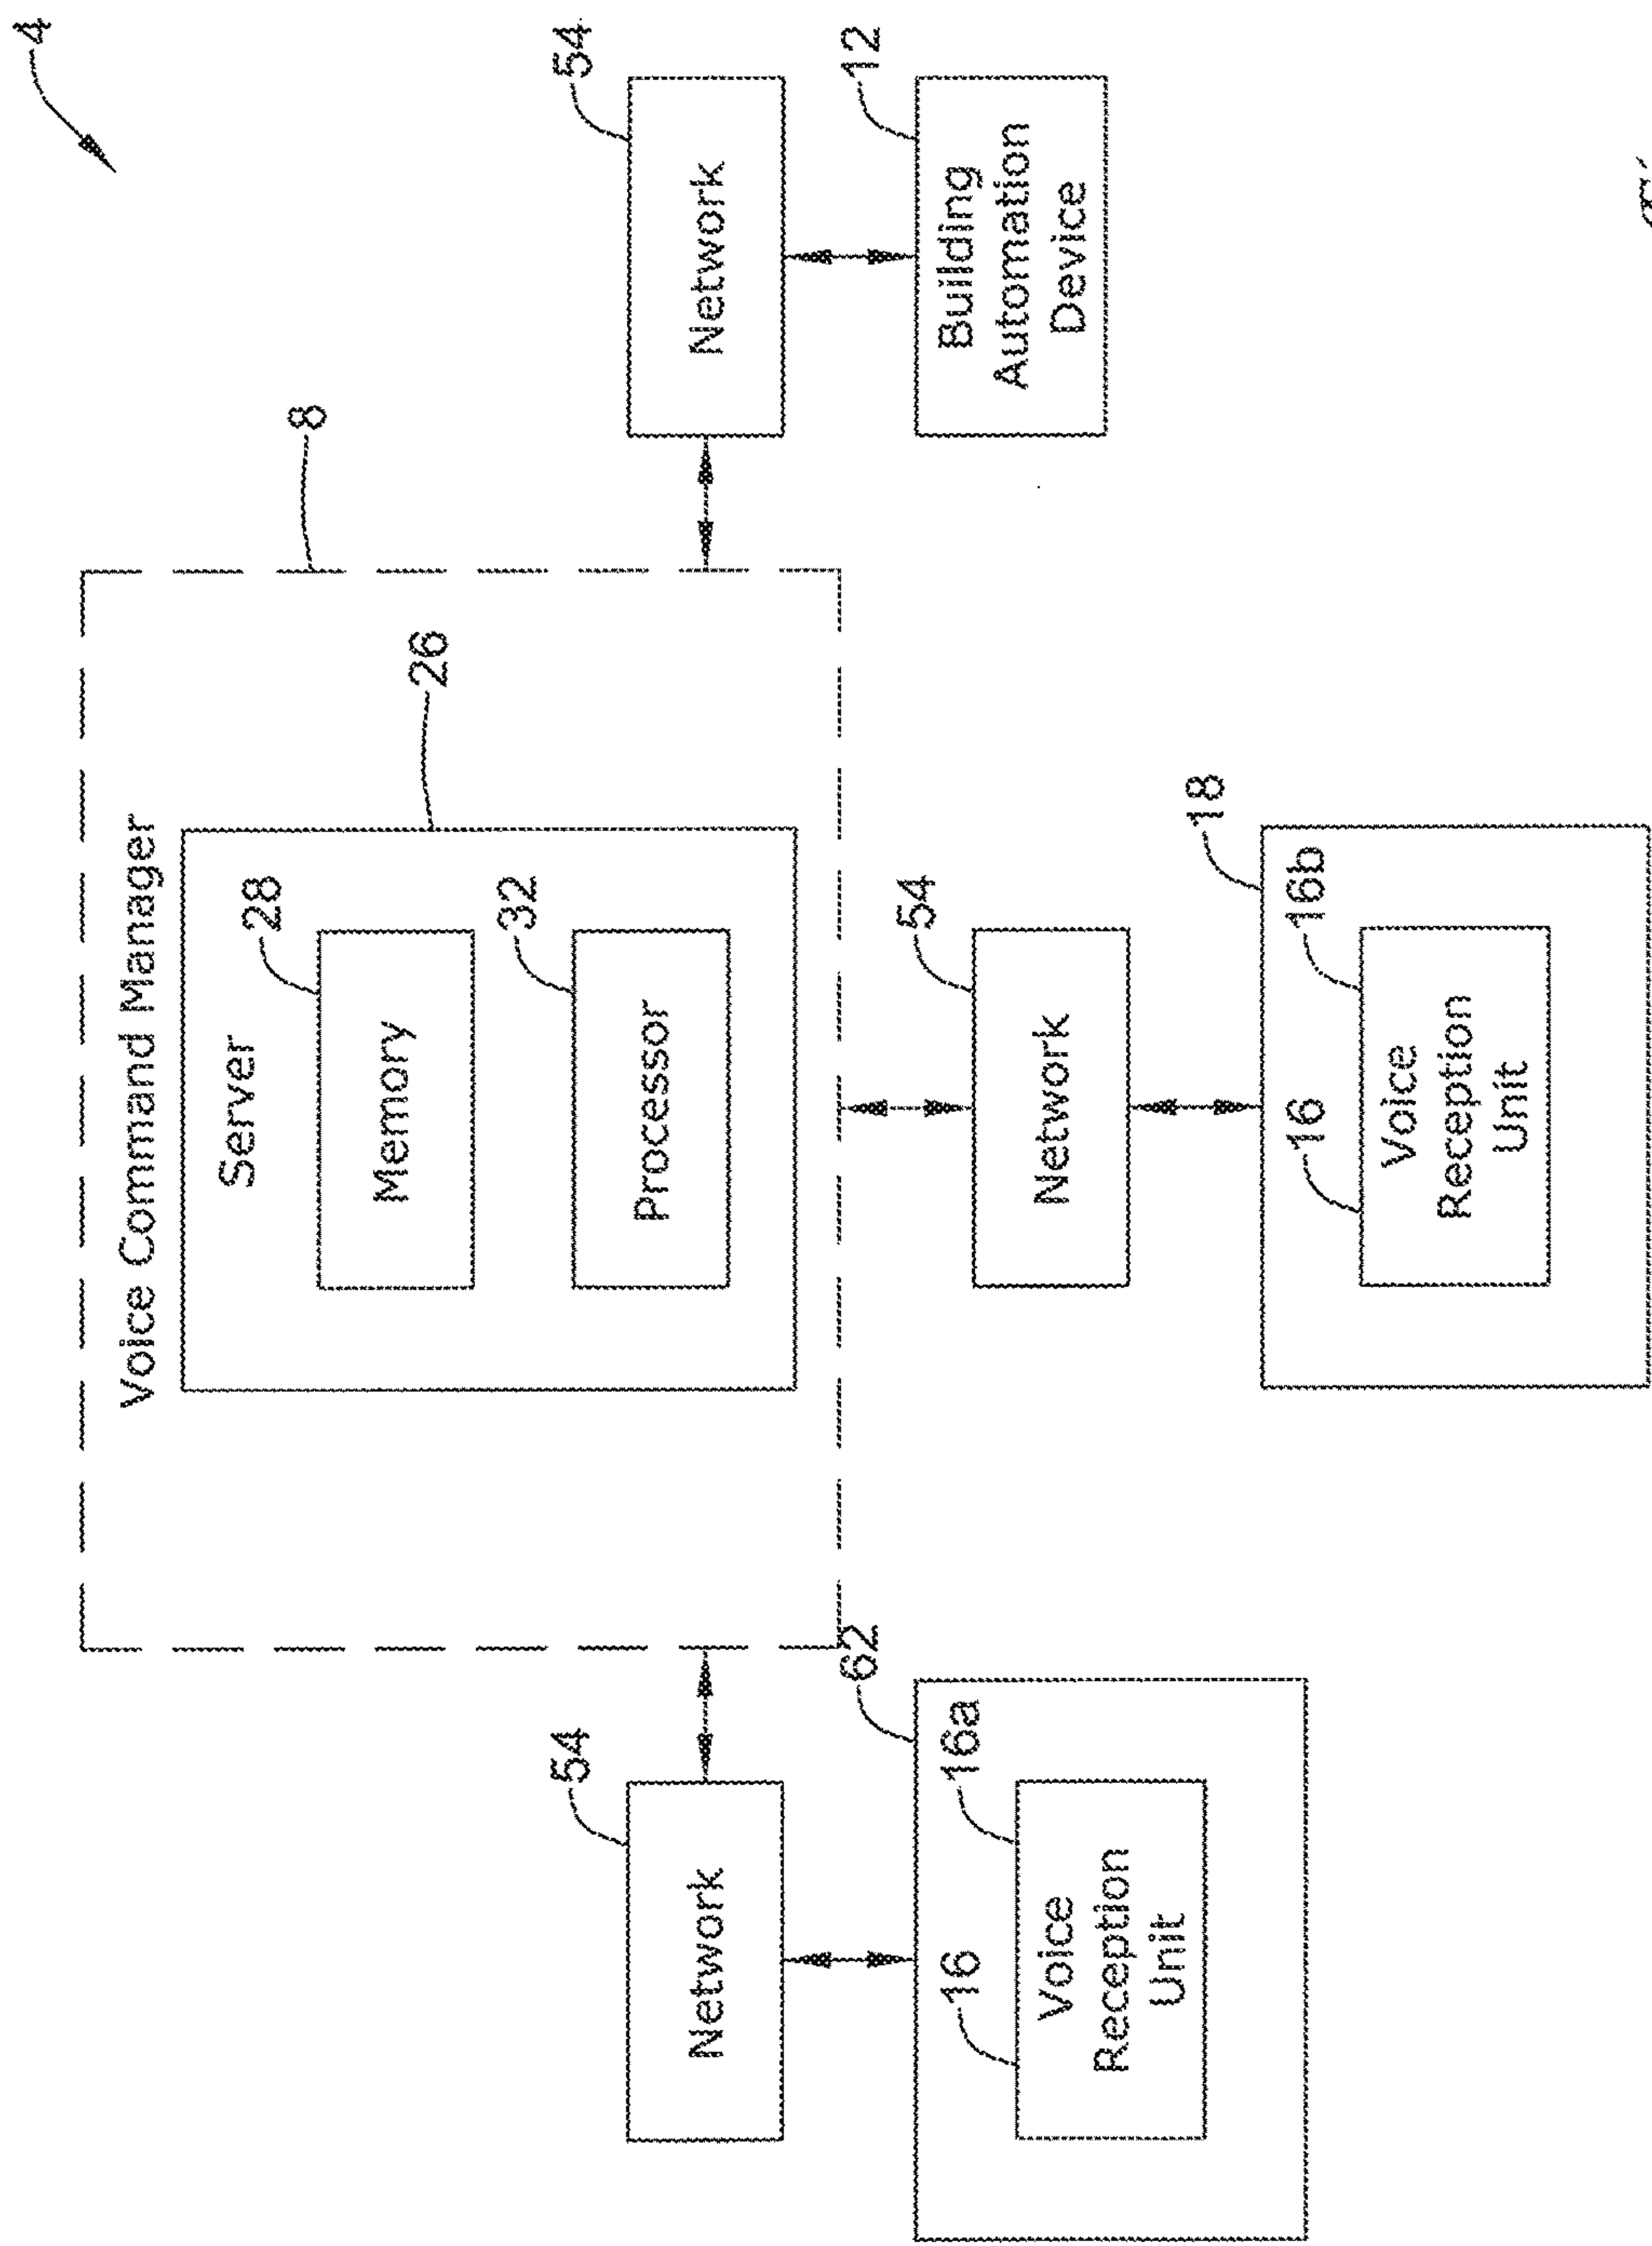 4
8
Voice Command Manager
26
Server
28
Memory
32
Processor
54
Network
62
16
16a
Voice
Reception
Unit
54
Network
18
16
16b
Voice
Reception
Unit
54
Network
12
Building
Automation
Device